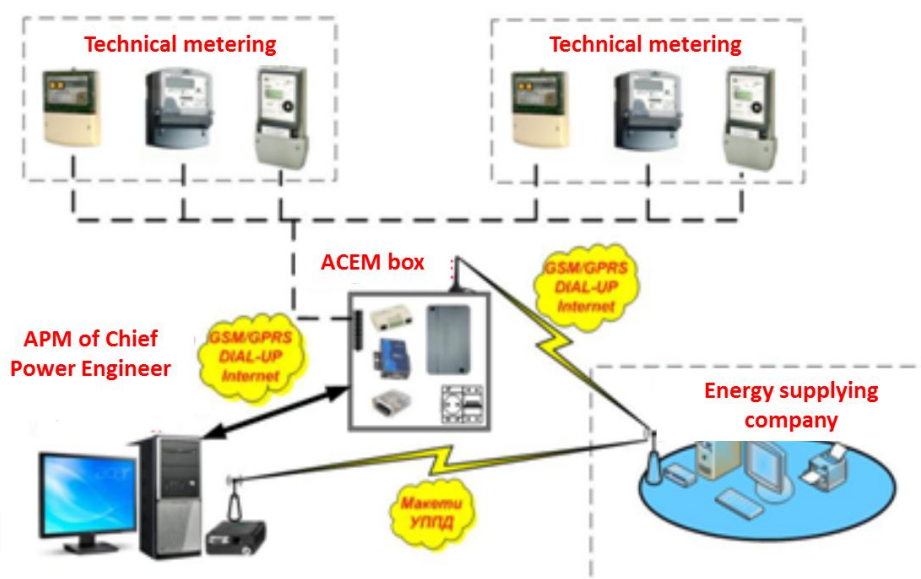 Technical metering
Technical metering
ACEM box
GSM/GPRS
DIAL-UP
Internet
APM of Chief
Power Engineer
GSM/GPRS
DIAL-UP
Internet
Energy supplying
company
Макети
УППД